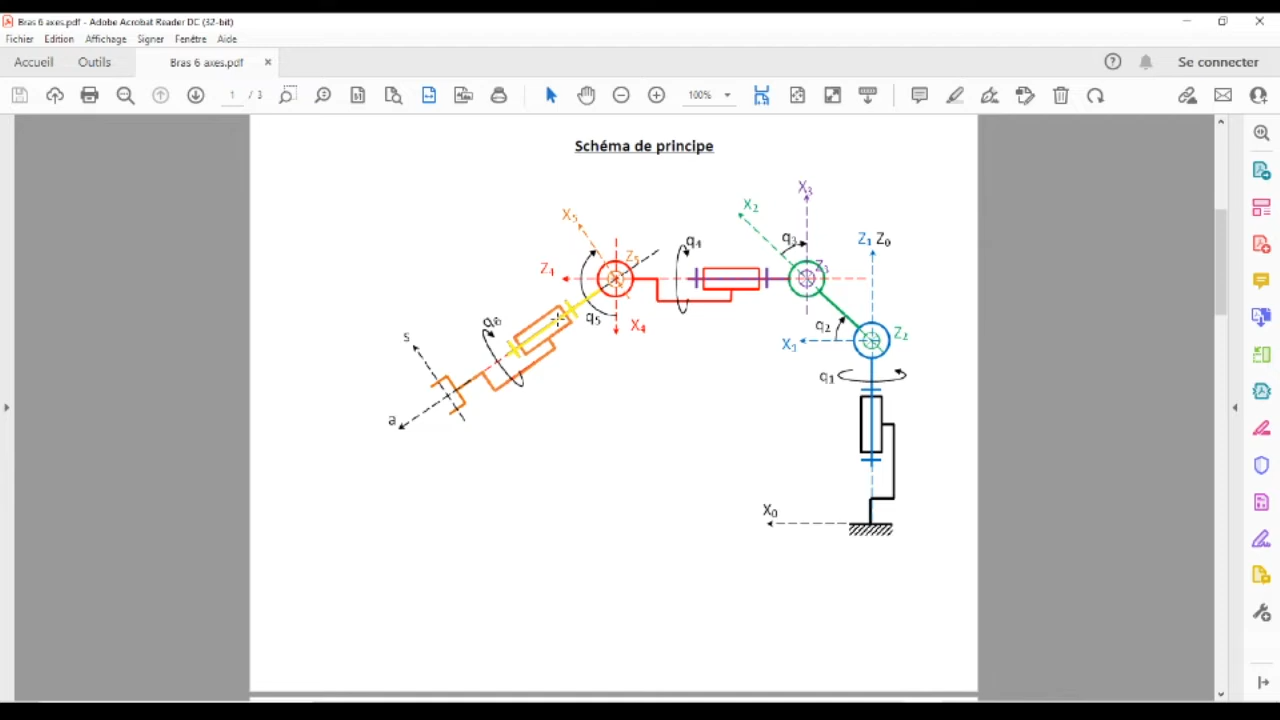 Bras 6 axes.pdf - Adobe Acrobat Reader DC (32-bit)
Fichier Edition Affichage Signer Fenêtre Aide
Accueil Outils Bras 6 axes.pdf × Se connecter
1 / 3 100%
Schéma de principe
X3
X2
X5
q3
q4
Z1 Z0
Z5
Z3
Z4
q5
X4
q6
q2
Z2
X1
s
q1
a
X0